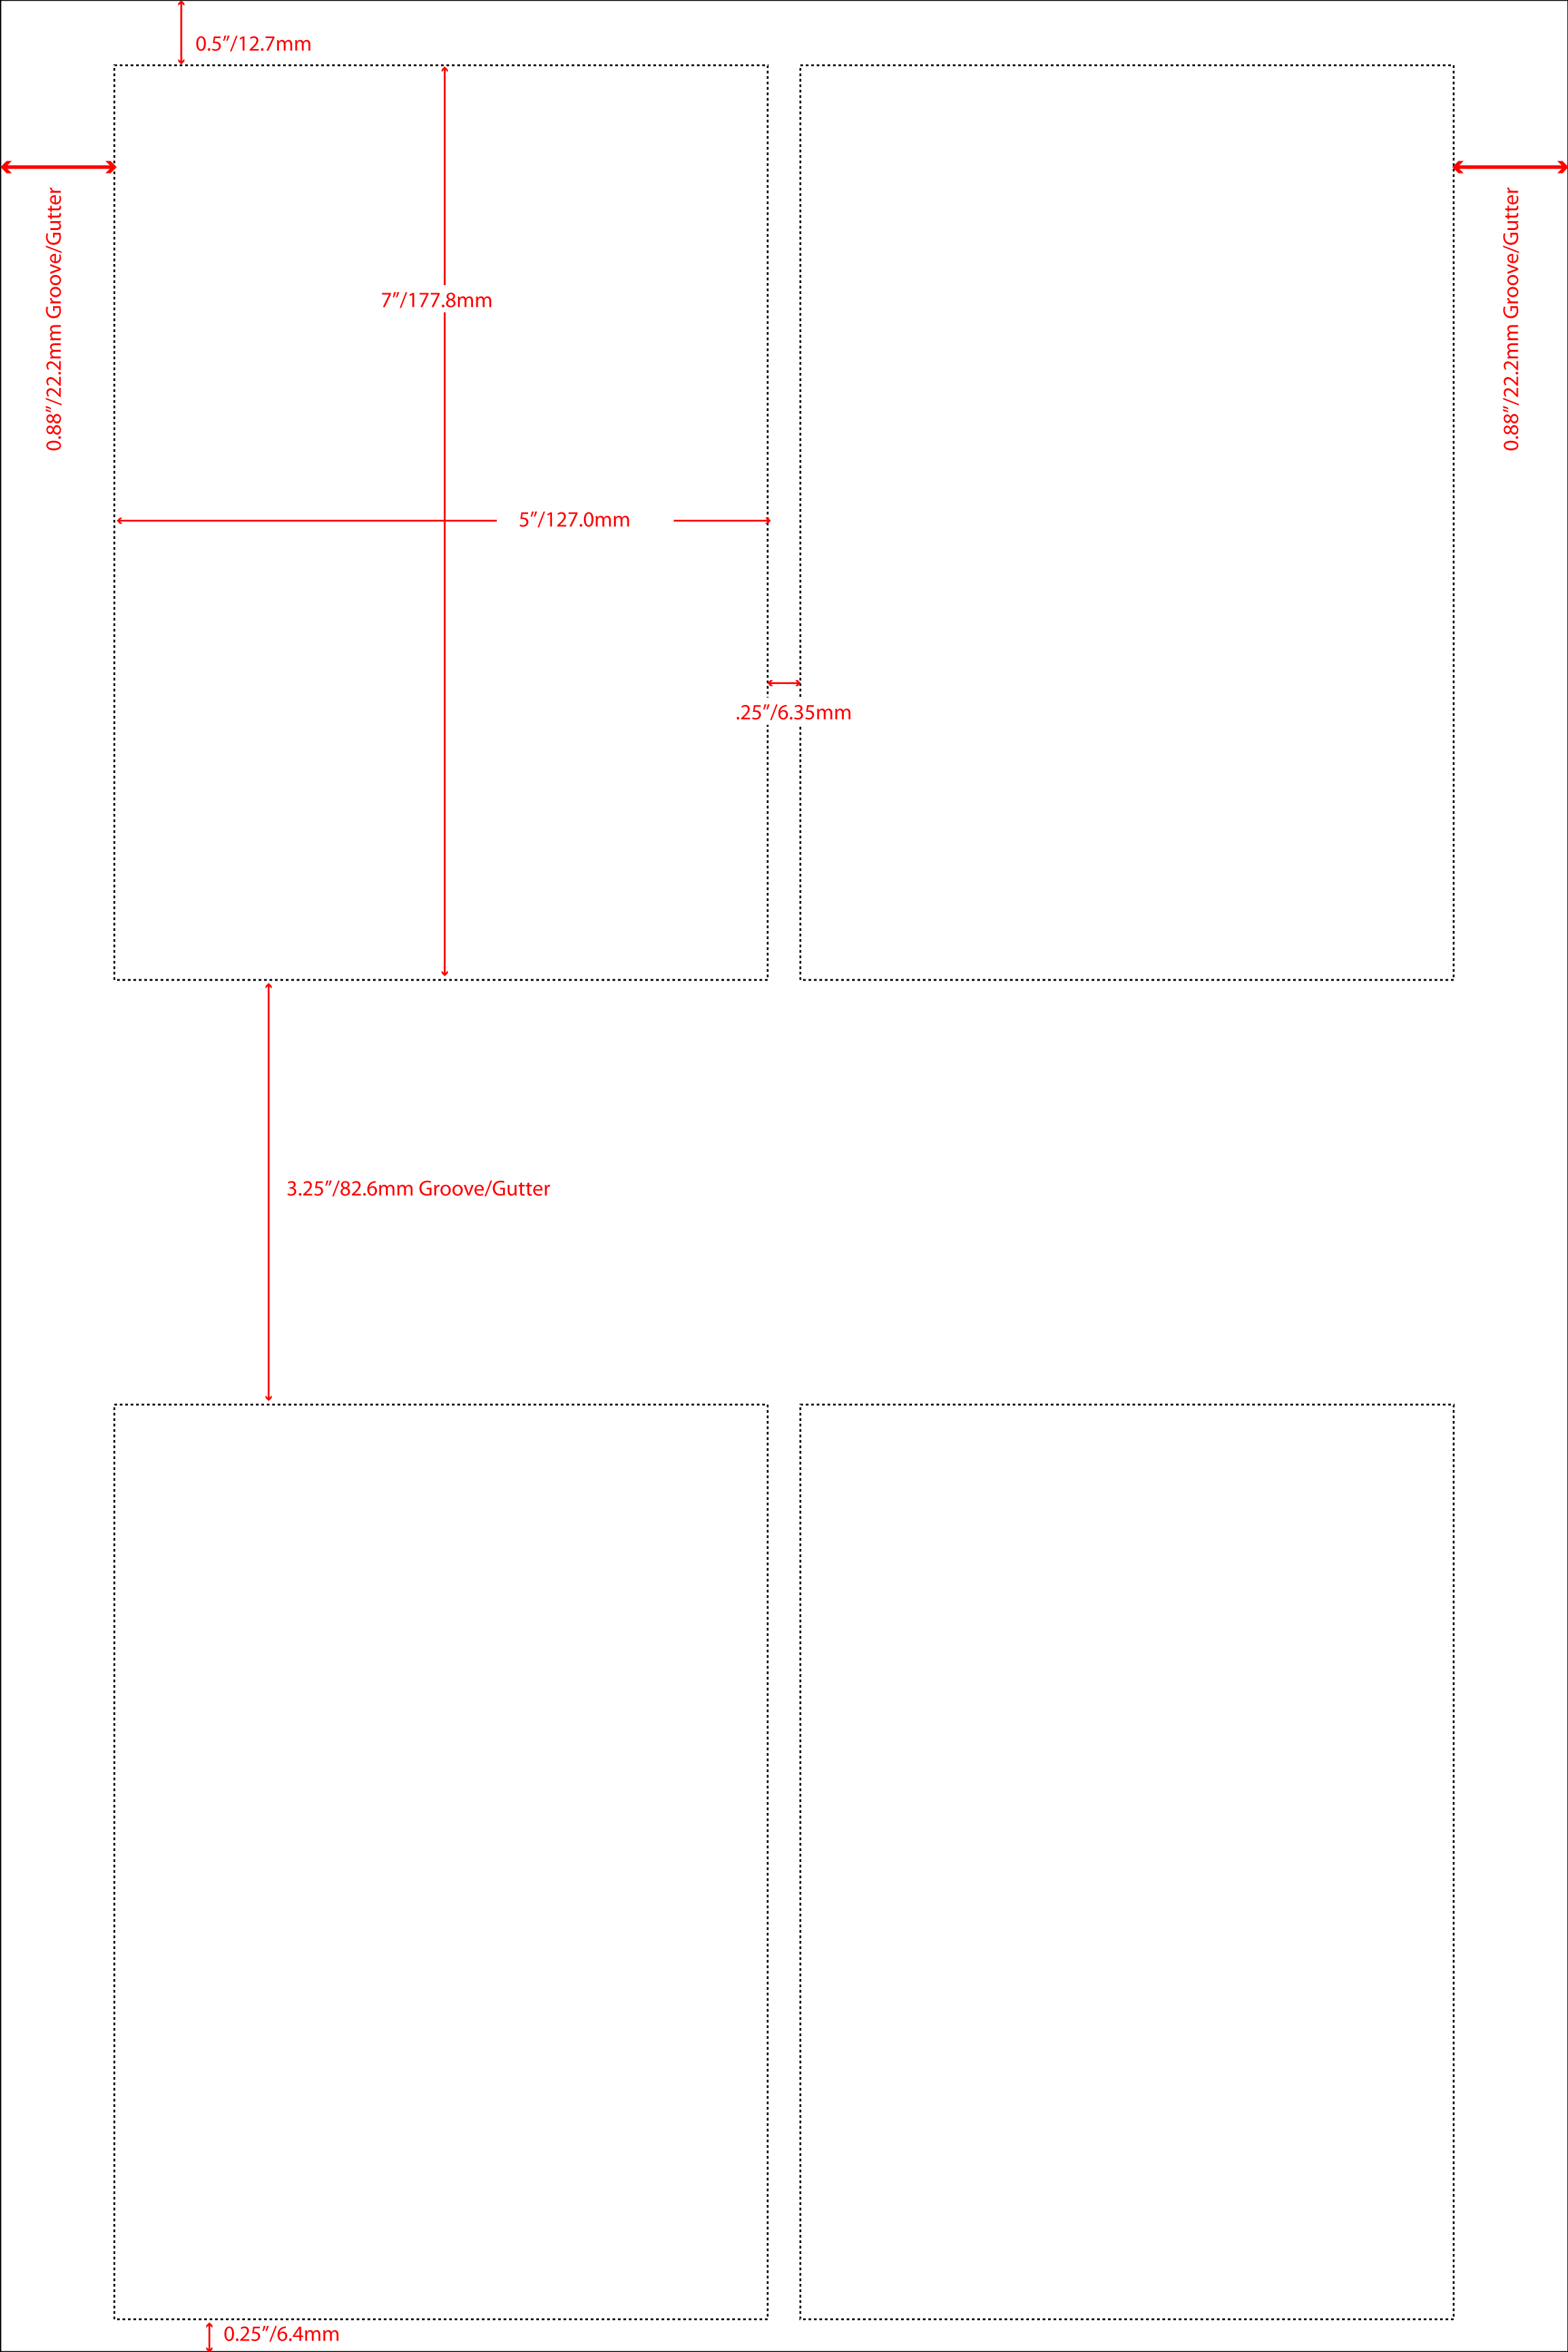 0.5″/12.7mm
0.88″/22.2mm Groove/Gutter
0.88″/22.2mm Groove/Gutter
7″/177.8mm
5″/127.0mm
.25″/6.35mm
3.25″/82.6mm Groove/Gutter
0.25″/6.4mm